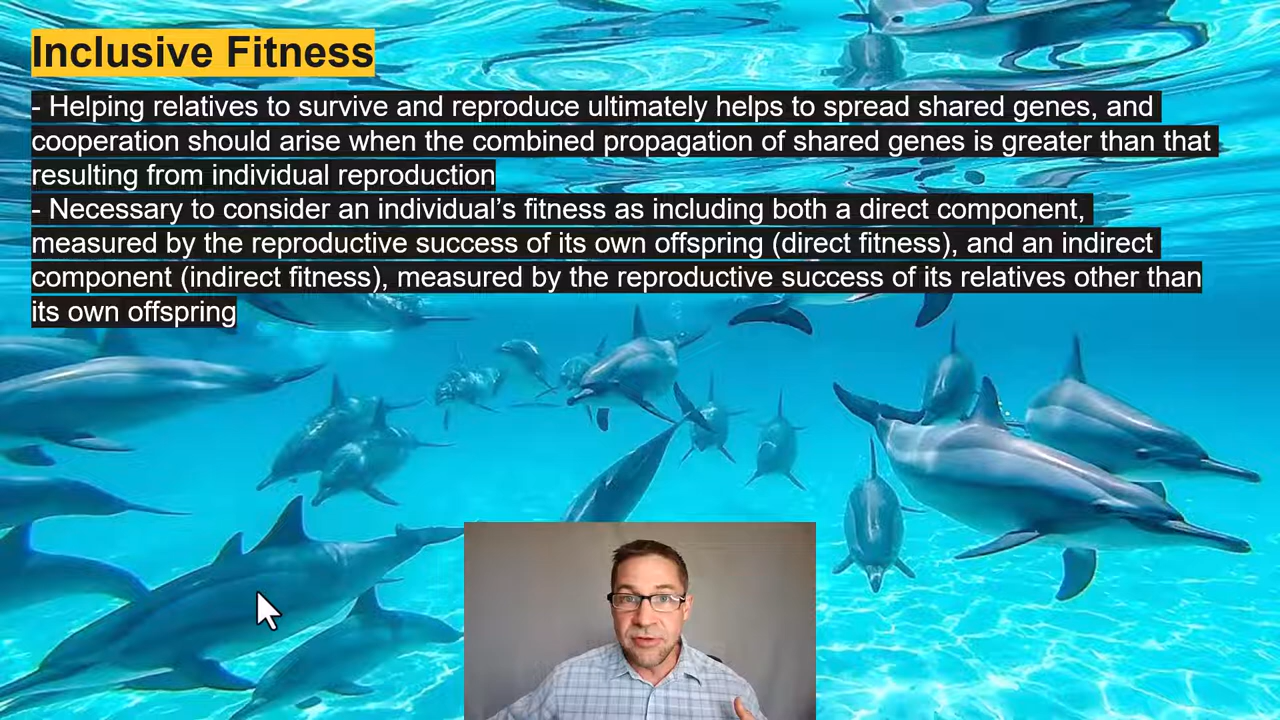 Inclusive Fitness
- Helping relatives to survive and reproduce ultimately helps to spread shared genes, and
cooperation should arise when the combined propagation of shared genes is greater than that
resulting from individual reproduction
- Necessary to consider an individual’s fitness as including both a direct component,
measured by the reproductive success of its own offspring (direct fitness), and an indirect
component (indirect fitness), measured by the reproductive success of its relatives other than
its own offspring